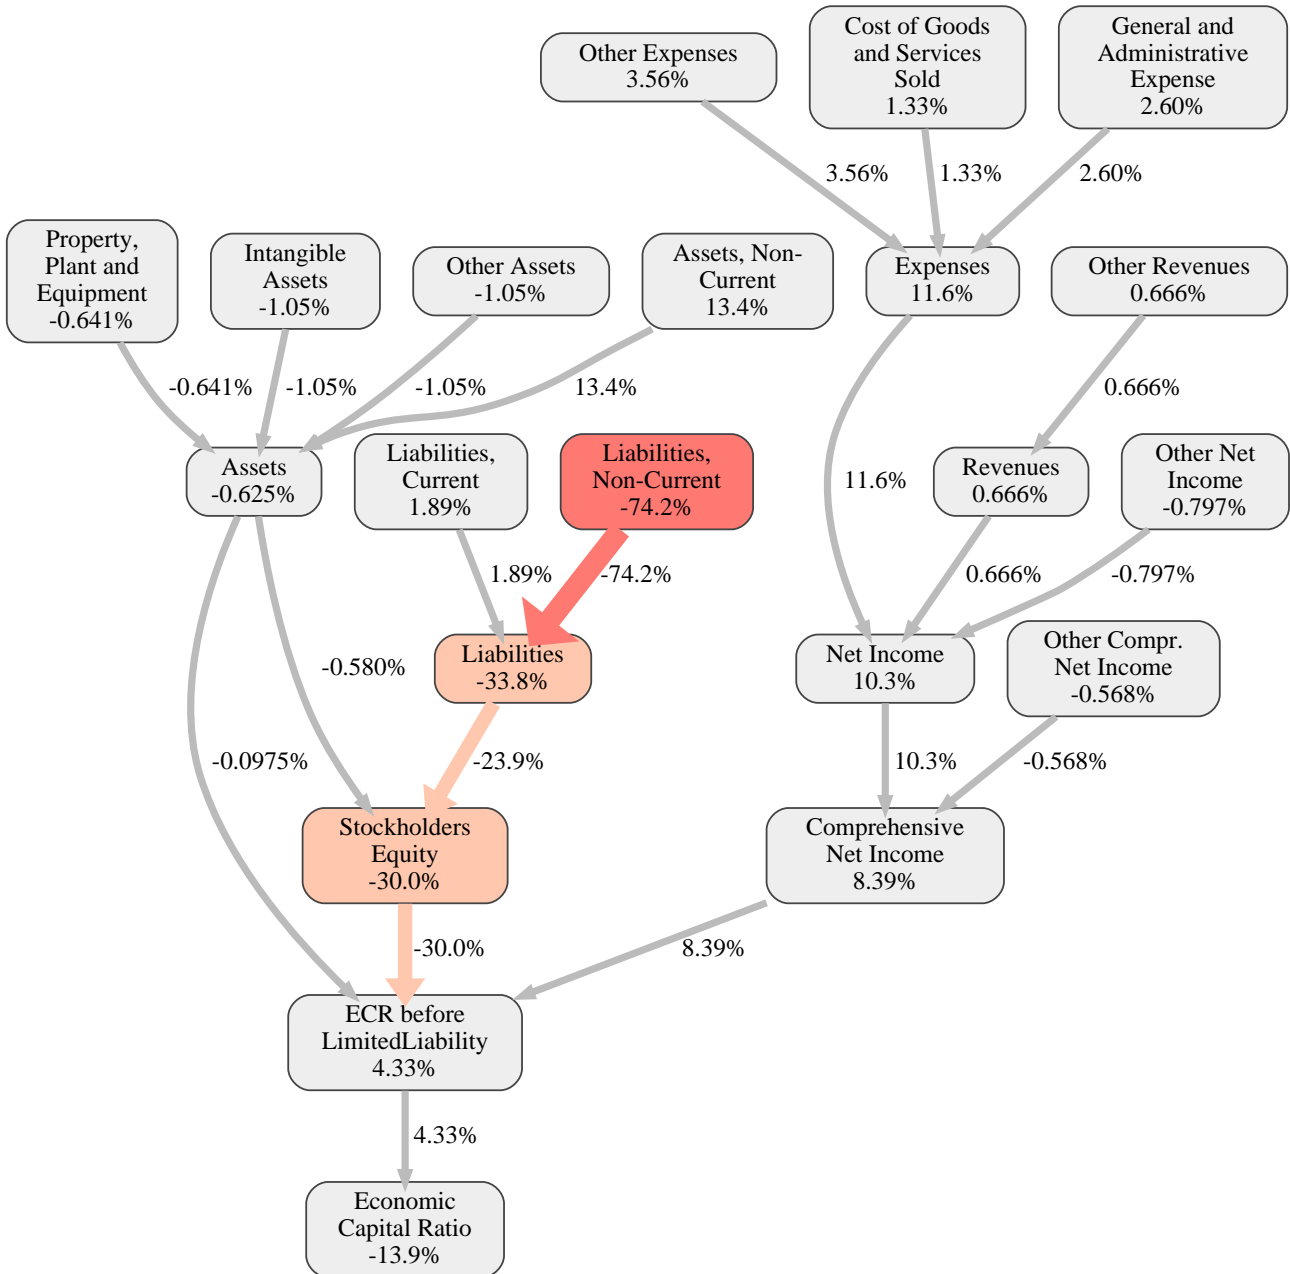 Other Expenses
3.56%
Cost of Goods
and Services
Sold
1.33%
General and
Administrative
Expense
2.60%
3.56%
1.33%
2.60%
Property,
Plant and
Equipment
-0.641%
Intangible
Assets
-1.05%
Other Assets
-1.05%
Assets, Non-
Current
13.4%
Expenses
11.6%
Other Revenues
0.666%
-0.641%
-1.05%
-1.05%
13.4%
0.666%
Assets
-0.625%
Liabilities,
Current
1.89%
Liabilities,
Non-Current
-74.2%
11.6%
Revenues
0.666%
Other Net
Income
-0.797%
1.89%
-74.2%
0.666%
-0.797%
-0.580%
Liabilities
-33.8%
Net Income
10.3%
Other Compr.
Net Income
-0.568%
-0.0975%
-23.9%
10.3%
-0.568%
Stockholders
Equity
-30.0%
Comprehensive
Net Income
8.39%
-30.0%
8.39%
ECR before
LimitedLiability
4.33%
4.33%
Economic
Capital Ratio
-13.9%